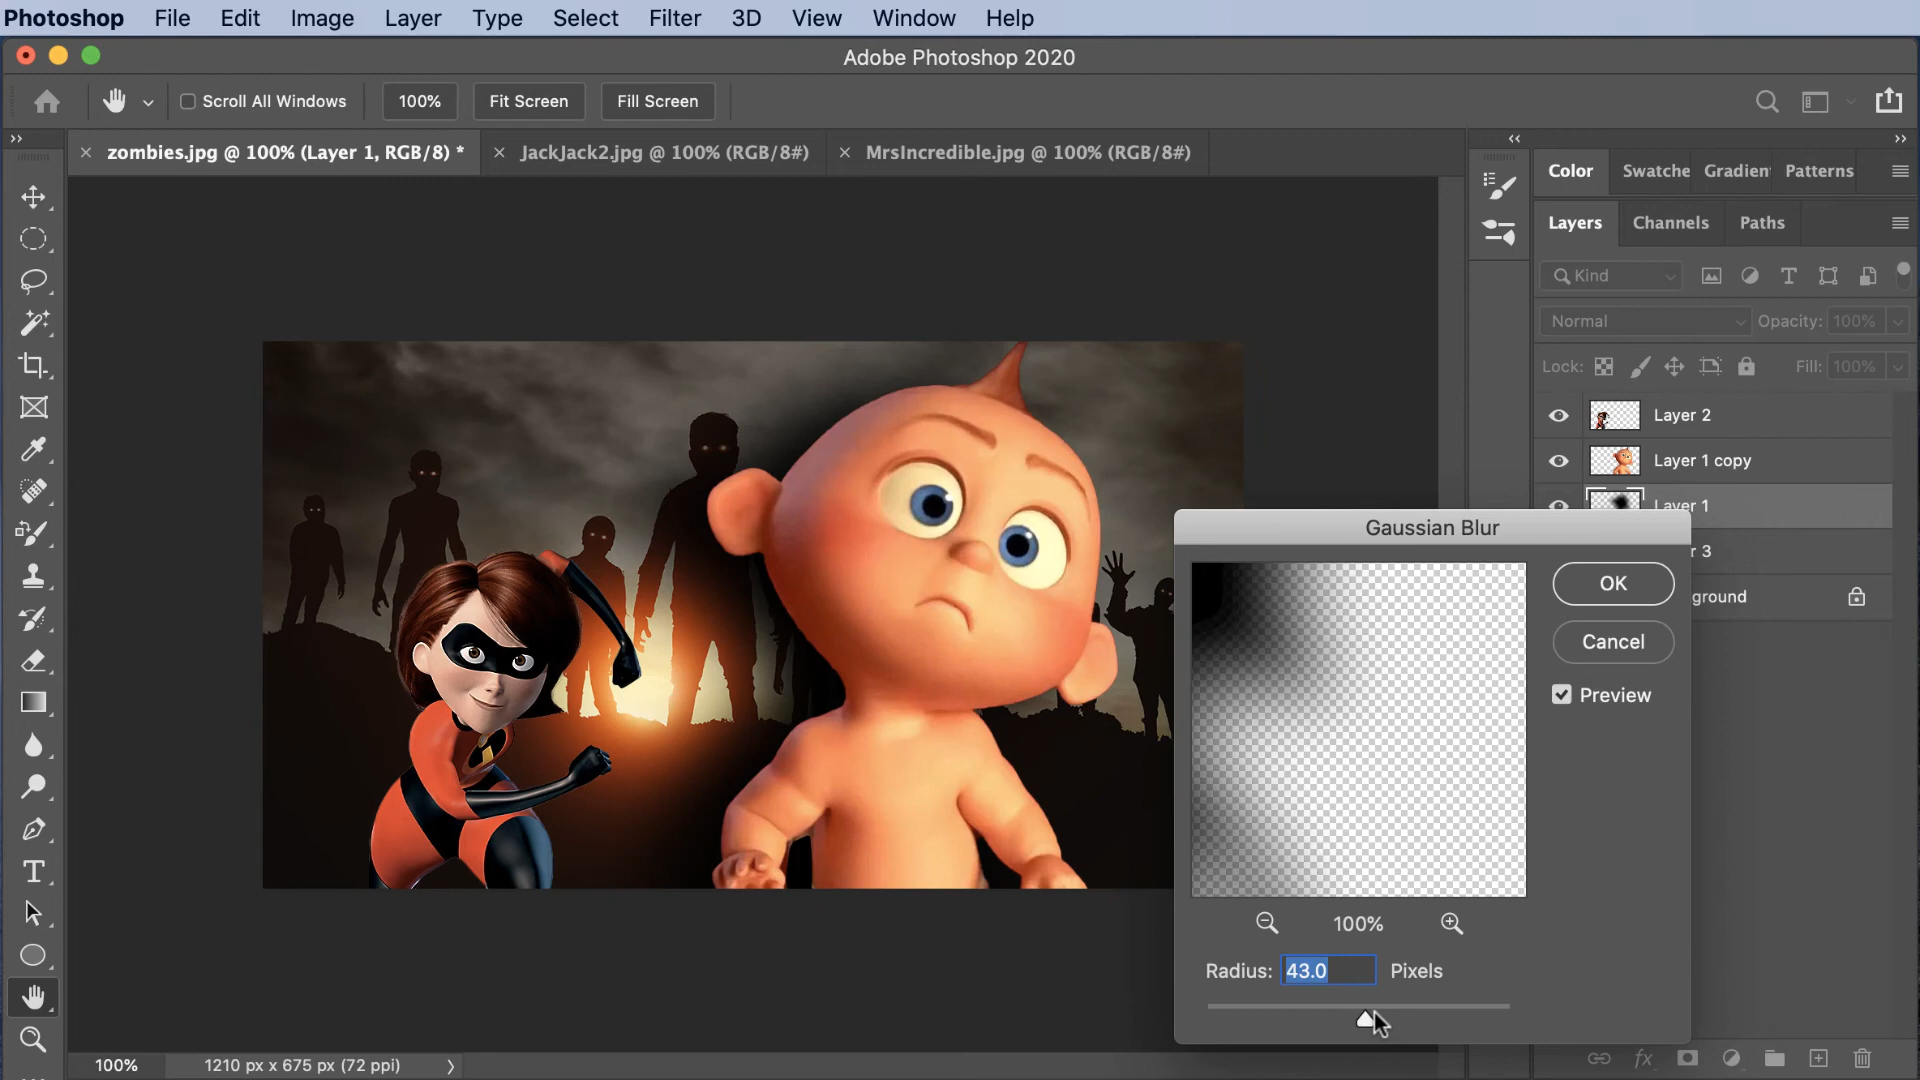 Photoshop File Edit Image Layer Type Select Filter 3D View Window Help
Adobe Photoshop 2020
Scroll All Windows 100% Fit Screen Fill Screen
zombies.jpg @ 100% (Layer 1, RGB/8) * JackJack2.jpg @ 100% (RGB/8#) MrsIncredible.jpg @ 100% (RGB/8#)
Color Swatche Gradien Patterns
Layers Channels Paths
Kind
Normal Opacity: 100%
Lock: Fill: 100%
Layer 2
Layer 1 copy
Layer 1
r 3
ground
Gaussian Blur
OK
Cancel
Preview
100%
Radius: 43.0 Pixels
100% 1210 px x 675 px (72 ppi)